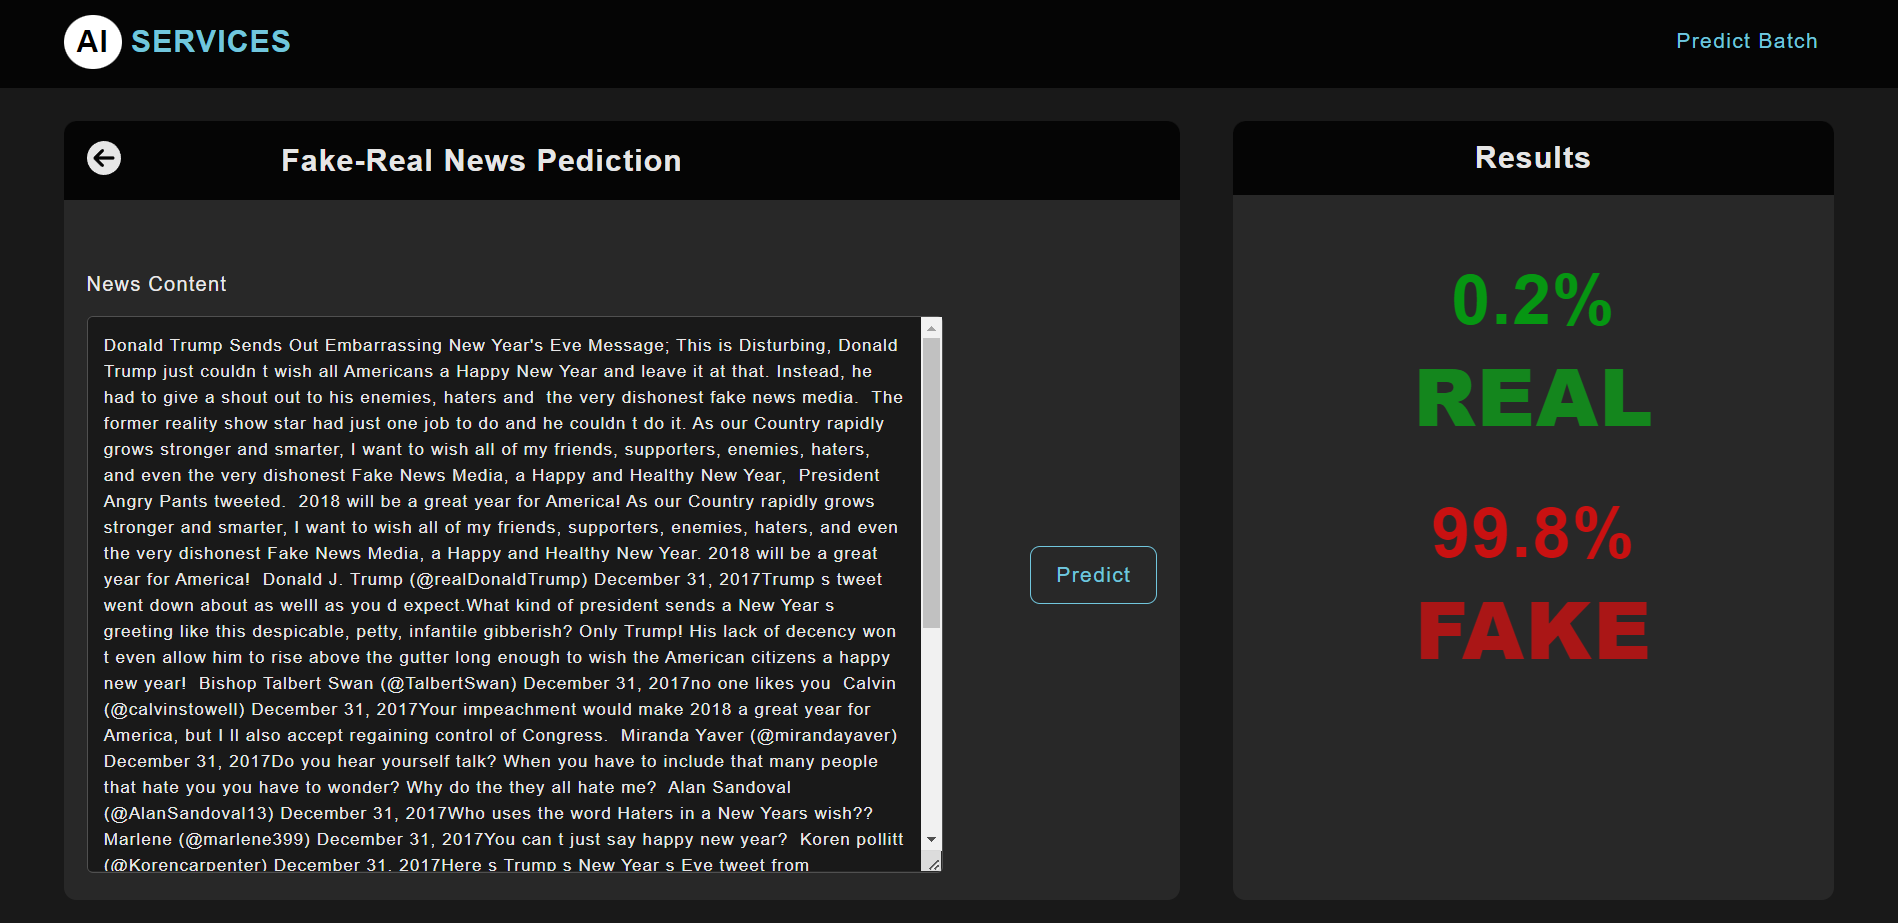 AI SERVICES
Predict Batch
Fake-Real News Pediction
News Content
Donald Trump Sends Out Embarrassing New Year's Eve Message; This is Disturbing, Donald
Trump just couldn t wish all Americans a Happy New Year and leave it at that. Instead, he
had to give a shout out to his enemies, haters and  the very dishonest fake news media.  The
former reality show star had just one job to do and he couldn t do it. As our Country rapidly
grows stronger and smarter, I want to wish all of my friends, supporters, enemies, haters,
and even the very dishonest Fake News Media, a Happy and Healthy New Year,  President
Angry Pants tweeted.  2018 will be a great year for America! As our Country rapidly grows
stronger and smarter, I want to wish all of my friends, supporters, enemies, haters, and even
the very dishonest Fake News Media, a Happy and Healthy New Year. 2018 will be a great
year for America!  Donald J. Trump (@realDonaldTrump) December 31, 2017Trump s tweet
went down about as welll as you d expect.What kind of president sends a New Year s
greeting like this despicable, petty, infantile gibberish? Only Trump! His lack of decency won
t even allow him to rise above the gutter long enough to wish the American citizens a happy
new year!  Bishop Talbert Swan (@TalbertSwan) December 31, 2017no one likes you  Calvin
(@calvinstowell) December 31, 2017Your impeachment would make 2018 a great year for
America, but I ll also accept regaining control of Congress.  Miranda Yaver (@mirandayaver)
December 31, 2017Do you hear yourself talk? When you have to include that many people
that hate you you have to wonder? Why do the they all hate me?  Alan Sandoval
(@AlanSandoval13) December 31, 2017Who uses the word Haters in a New Years wish??
Marlene (@marlene399) December 31, 2017You can t just say happy new year?  Koren pollitt
(@Korencarpenter) December 31, 2017Here s Trump s New Year s Eve tweet from
Predict
Results
0.2%
REAL
99.8%
FAKE